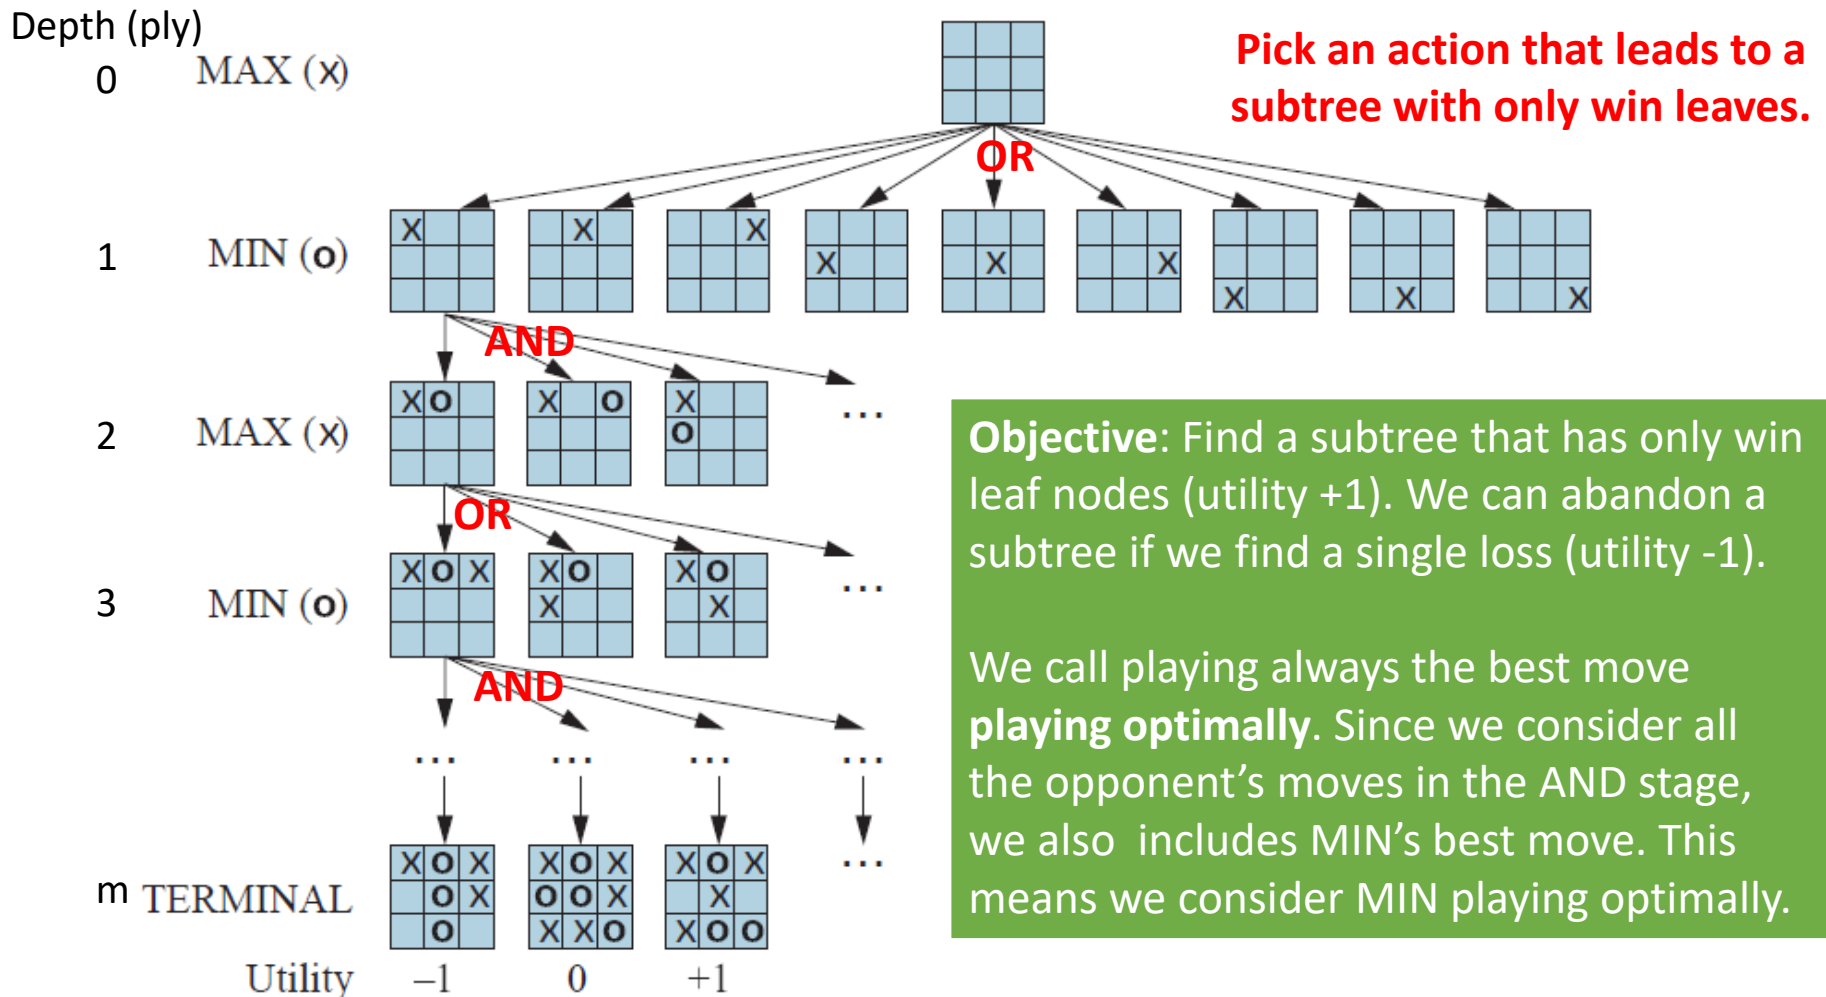 Depth (ply)
0 MAX (x)
Pick an action that leads to a
subtree with only win leaves.
OR
1 MIN (o)
X X X X X X X X X
AND
2 MAX (x)
X O X O X
O
...
OR
3 MIN (o)
X O X X O X O
X X
...
AND
... ... ... ...
m TERMINAL
X O X X O X X O X
O X O O X X
O X X O X O O
...
Utility –1 0 +1
Objective: Find a subtree that has only win
leaf nodes (utility +1). We can abandon a
subtree if we find a single loss (utility -1).
We call playing always the best move
playing optimally. Since we consider all
the opponent’s moves in the AND stage,
we also includes MIN’s best move. This
means we consider MIN playing optimally.